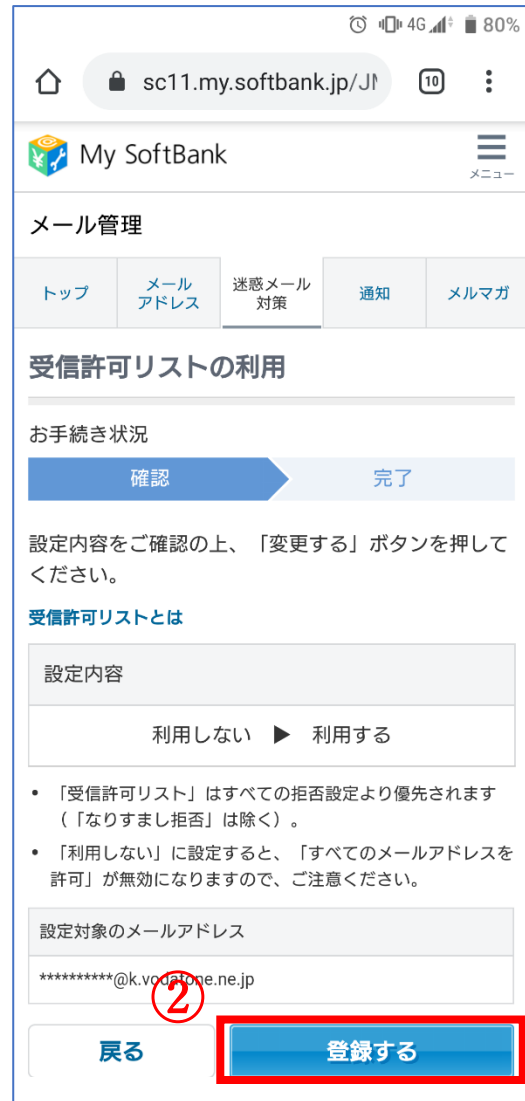 4G 80%
sc11.my.softbank.jp/JM 10
My SoftBank
メニュー
メール管理
トップ メールアドレス 迷惑メール対策 通知 メルマガ
受信許可リストの利用
お手続き状況
確認 完了
設定内容をご確認の上、「変更する」ボタンを押して
ください。
受信許可リストとは
設定内容
利用しない ▶ 利用する
• 「受信許可リスト」はすべての拒否設定より優先されます
(「なりすまし拒否」は除く)。
• 「利用しない」に設定すると、「すべてのメールアドレスを
許可」が無効になりますので、ご注意ください。
設定対象のメールアドレス
**********@k.vodafone.ne.jp
②
戻る 登録する